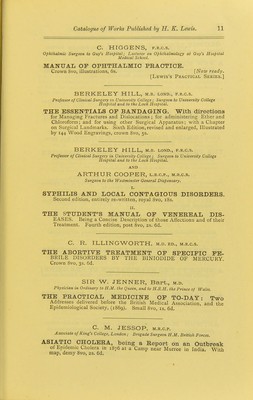 Catalogue of Works Published by H. K. Lewis. 11
C. HIGGENS, F.R.C.S.
Ophthalmic Surgeon to Guy's Hospital; Lecturer on Ophthalmology at Guy's Hospital
Medical School.
MANUAL OF OPHTHALMIC PRACTICE.
Crown 8vo, illustrations, 6s. [Now ready.
[LEWIS'S PRACTICAL SERIES.]
BERKELEY HILL, M.B. LOND., F.R.C.S.
Professor of Clinical Surgery in University College; Surgeon to University College
Hospital and to the Lock Hospital.
THE ESSENTIALS OF BANDAGING. With directions
for Managing Fractures and Dislocations; for administering Ether and
Chloroform; and for using other Surgical Apparatus; with a Chapter
on Surgical Landmarks. Sixth Edition, revised and enlarged, Illustrated
by 144 Wood Engravings, crown 8vo, 5s.
BERKELEY HILL, M.B. LOND., F.R.C.S.
Professor of Clinical Surgery in University College; Surgeon to University College
Hospital and to the Lock Hospital.
AND
ARTHUR COOPER, L.R.C.P., M.R.C.S.
Surgeon to the Westminster General Dispensary.
I.
SYPHILIS AND LOCAL CONTAGIOUS DISORDERS.
Second edition, entirely re-written, royal 8vo, 18s.
II.
THE STUDENT'S MANUAL OF VENEREAL DIS-
EASES. Being a Concise Description of those Affections and of their
Treatment. Fourth edition, post 8vo, 2s. 6d.
C. R. ILLINGWORTH, M.D. ED., M.R.C.S.
THE ABORTIVE TREATMENT OF SPECIFIC FE-
BRILE DISORDERS BY THE BINIODIDE OF MERCURY.
Crown 8vo, 3s. 6d.
SIR W. JENNER, Bart., M.D.
Physician in Ordinary to H.M. the Queen, and to H.R.H. the Prince of Wales.
THE PRACTICAL MEDICINE OF TO-DAY: Two
Addresses delivered before the British Medical Association, and the
Epidemiological Society, (1869). Small 8vo, 1s. 6d.
C. M. JESSOP, M.R.C.P.
Associate of King's College, London; Brigade Surgeon H.M. British Forces.
ASIATIC CHOLERA, being a Report on an Outbreak
of Epidemic Cholera in 1876 at a Camp near Murree in India. With
map, demy 8vo, 2s. 6d.